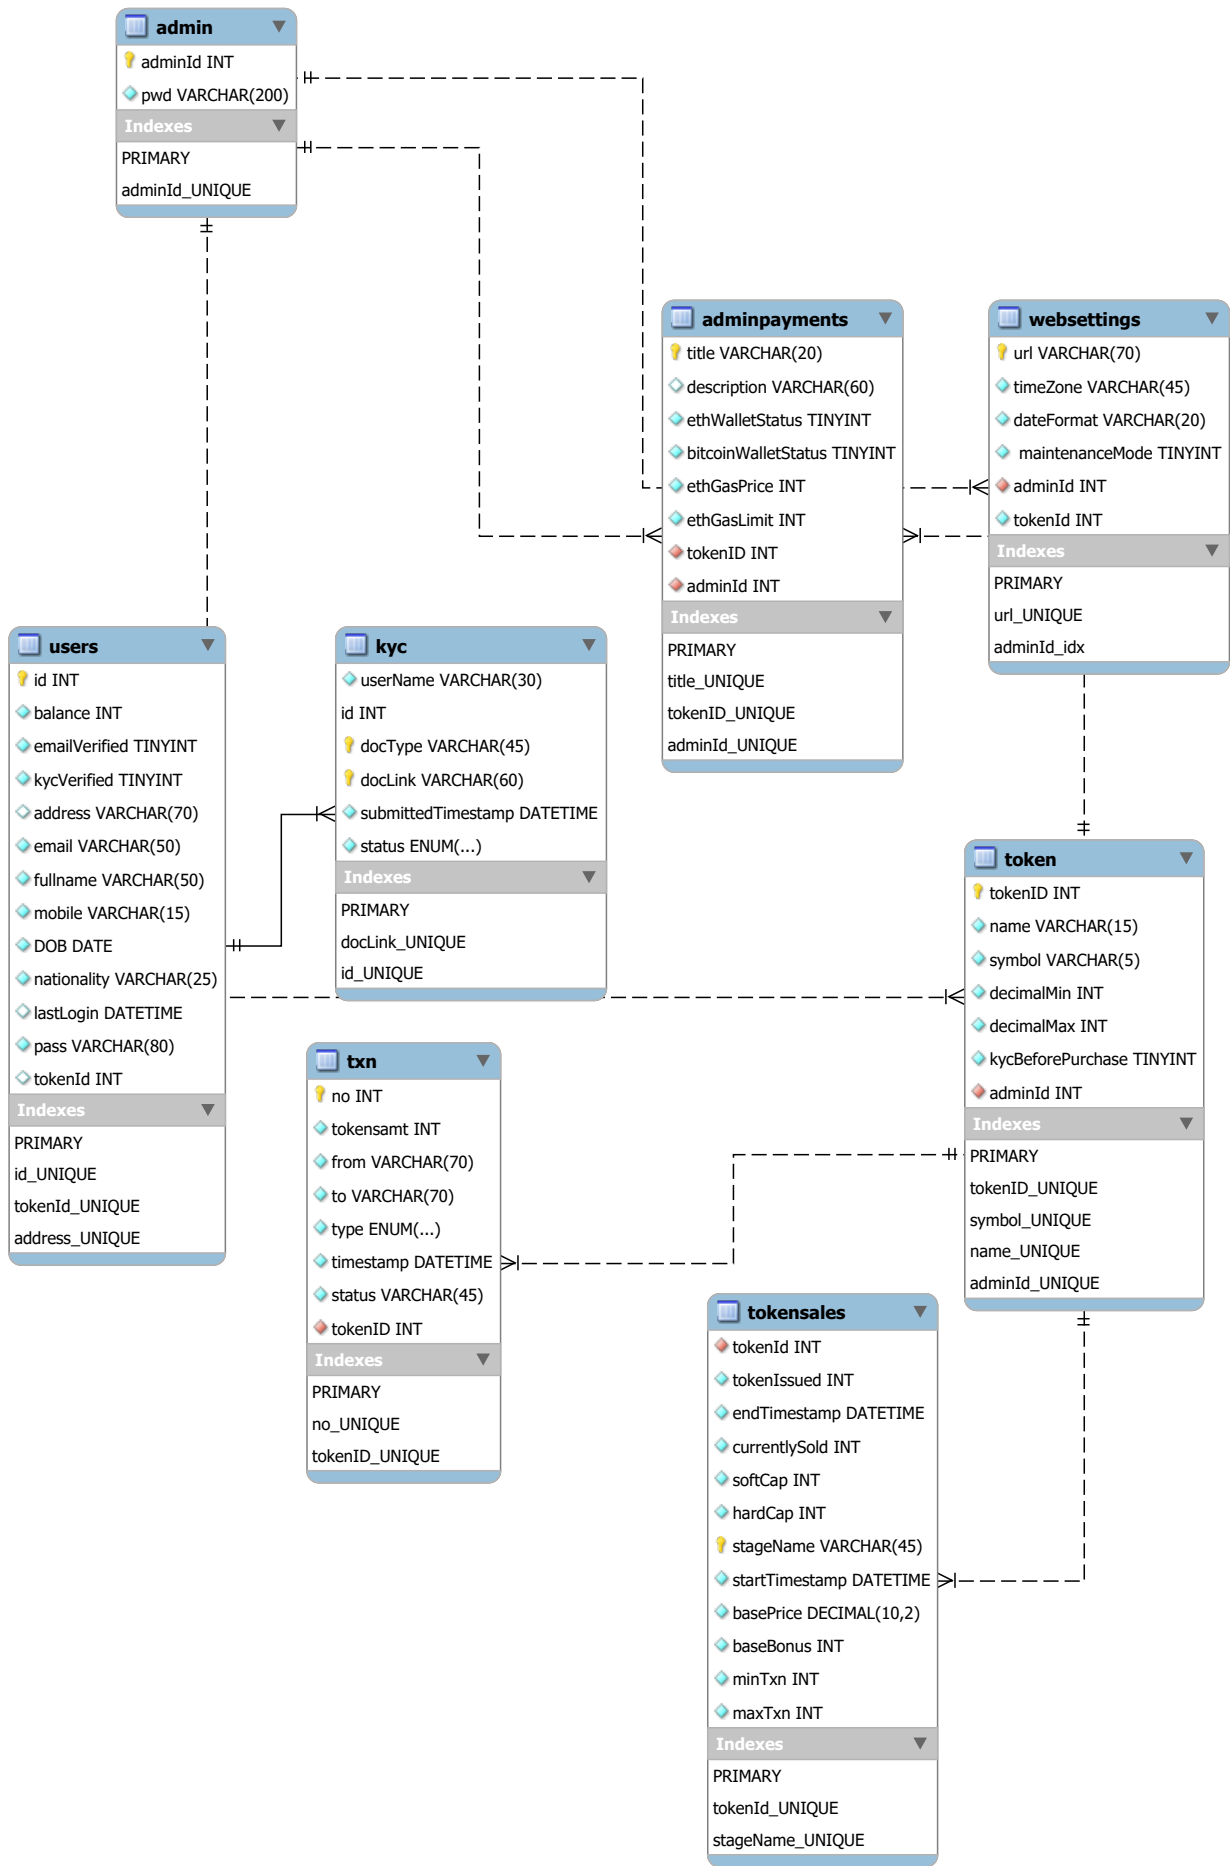 admin
adminId INT
pwd VARCHAR(200)
Indexes
PRIMARY
adminId_UNIQUE
adminpayments
title VARCHAR(20)
description VARCHAR(60)
ethWalletStatus TINYINT
bitcoinWalletStatus TINYINT
ethGasPrice INT
ethGasLimit INT
tokenID INT
adminId INT
Indexes
PRIMARY
title_UNIQUE
tokenID_UNIQUE
adminId_UNIQUE
websettings
url VARCHAR(70)
timeZone VARCHAR(45)
dateFormat VARCHAR(20)
maintenanceMode TINYINT
adminId INT
tokenId INT
Indexes
PRIMARY
url_UNIQUE
adminId_idx
users
id INT
balance INT
emailVerified TINYINT
kycVerified TINYINT
address VARCHAR(70)
email VARCHAR(50)
fullname VARCHAR(50)
mobile VARCHAR(15)
DOB DATE
nationality VARCHAR(25)
lastLogin DATETIME
pass VARCHAR(80)
tokenId INT
Indexes
PRIMARY
id_UNIQUE
tokenId_UNIQUE
address_UNIQUE
kyc
userName VARCHAR(30)
id INT
docType VARCHAR(45)
docLink VARCHAR(60)
submittedTimestamp DATETIME
status ENUM(...)
Indexes
PRIMARY
docLink_UNIQUE
id_UNIQUE
token
tokenID INT
name VARCHAR(15)
symbol VARCHAR(5)
decimalMin INT
decimalMax INT
kycBeforePurchase TINYINT
adminId INT
Indexes
PRIMARY
tokenID_UNIQUE
symbol_UNIQUE
name_UNIQUE
adminId_UNIQUE
txn
no INT
tokensamt INT
from VARCHAR(70)
to VARCHAR(70)
type ENUM(...)
timestamp DATETIME
status VARCHAR(45)
tokenID INT
Indexes
PRIMARY
no_UNIQUE
tokenID_UNIQUE
tokensales
tokenId INT
tokenIssued INT
endTimestamp DATETIME
currentlySold INT
softCap INT
hardCap INT
stageName VARCHAR(45)
startTimestamp DATETIME
basePrice DECIMAL(10,2)
baseBonus INT
minTxn INT
maxTxn INT
Indexes
PRIMARY
tokenId_UNIQUE
stageName_UNIQUE